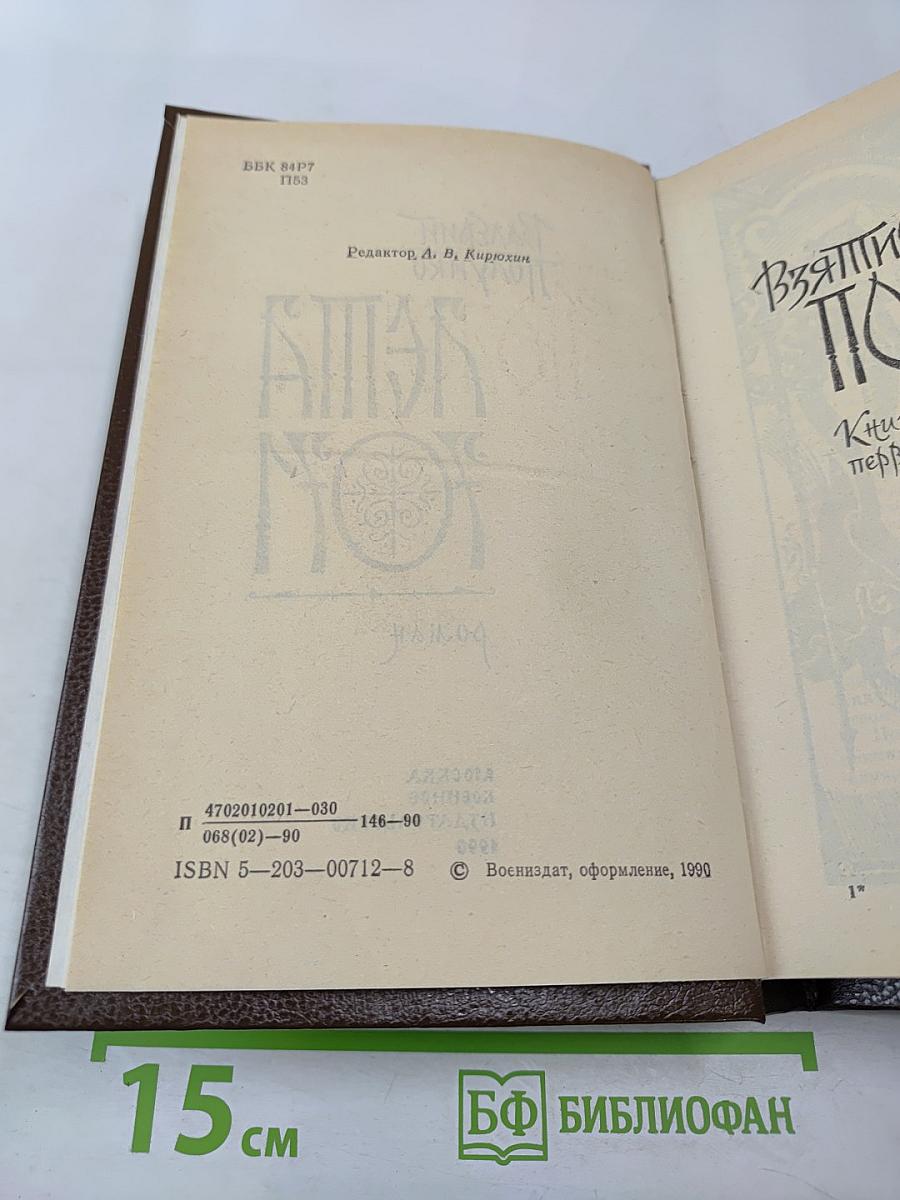 ББК 84Р7
П53
Редактор А. В. Кирюхин
П 4702010201—030 146—90
068(02)—90
ISBN 5—203—00712—8 © Воениздат, оформление, 1990
1*
15 см
БФ БИБЛИОФАН